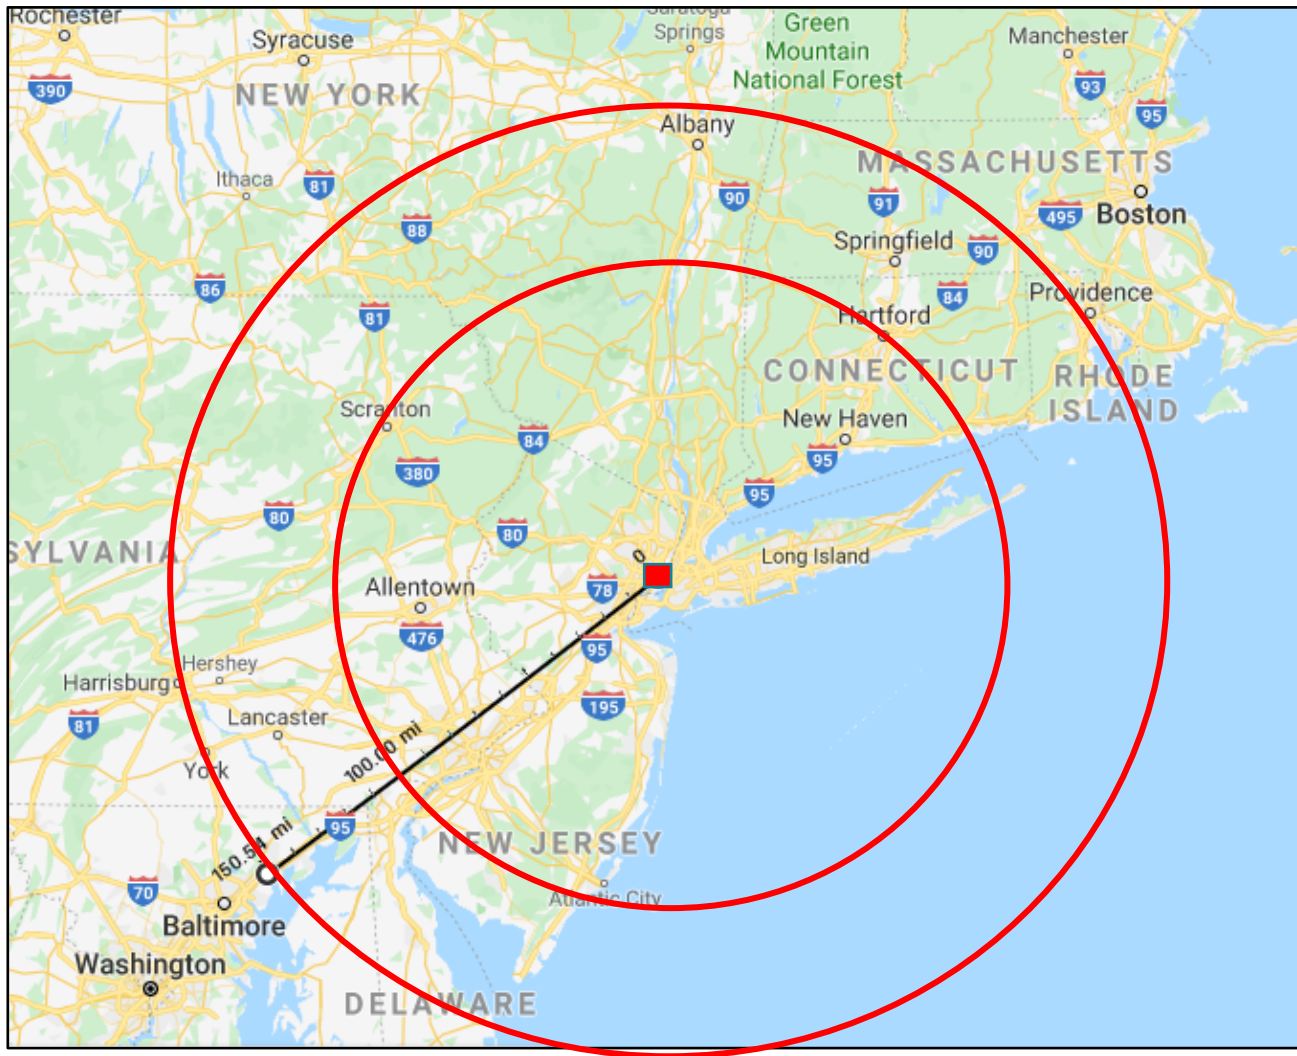 Rochester
Syracuse
Saratoga
Springs
Green
Mountain
National Forest
Manchester
390
NEW YORK
93
95
Albany
MASSACHUSETTS
Ithaca
81
90
91
495
Boston
88
Springfield
90
86
81
84
Providence
Hartford
CONNECTICUT
RHODE
ISLAND
Scranton
New Haven
84
380
95
95
80
80
SYLVANIA
0
Long Island
Allentown
78
476
95
Hershey
Harrisburg
195
81
Lancaster
100.00 mi
York
95
150.54 mi
NEW JERSEY
70
Atlantic City
Baltimore
Washington
DELAWARE